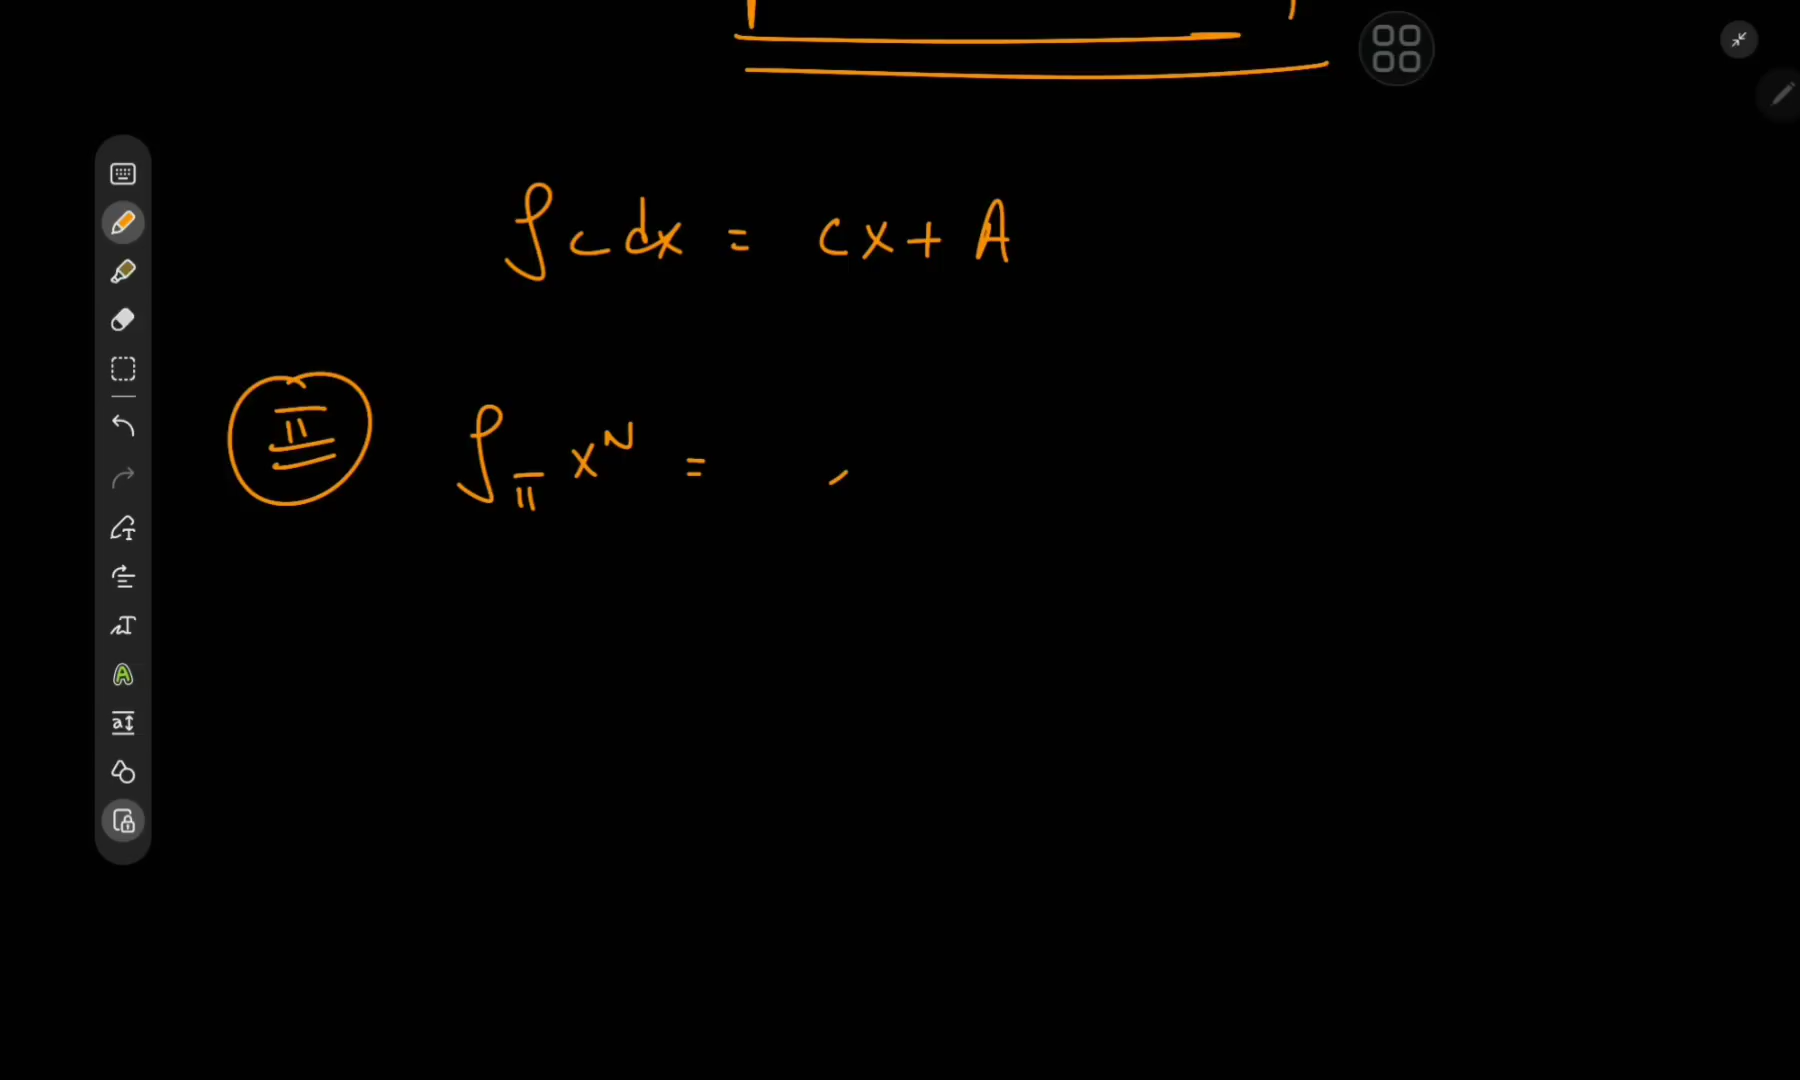 ∫ c dx = cx + A
II ∫_II x^N =